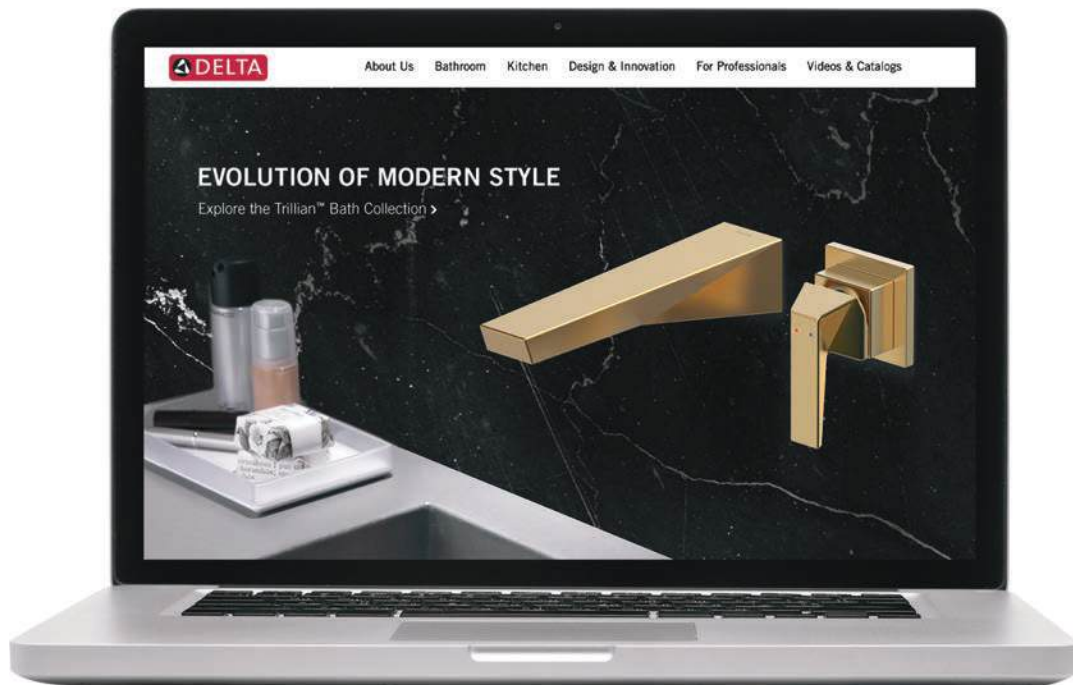 DELTA
About Us Bathroom Kitchen Design & Innovation For Professionals Videos & Catalogs
EVOLUTION OF MODERN STYLE
Explore the Trillian™ Bath Collection >